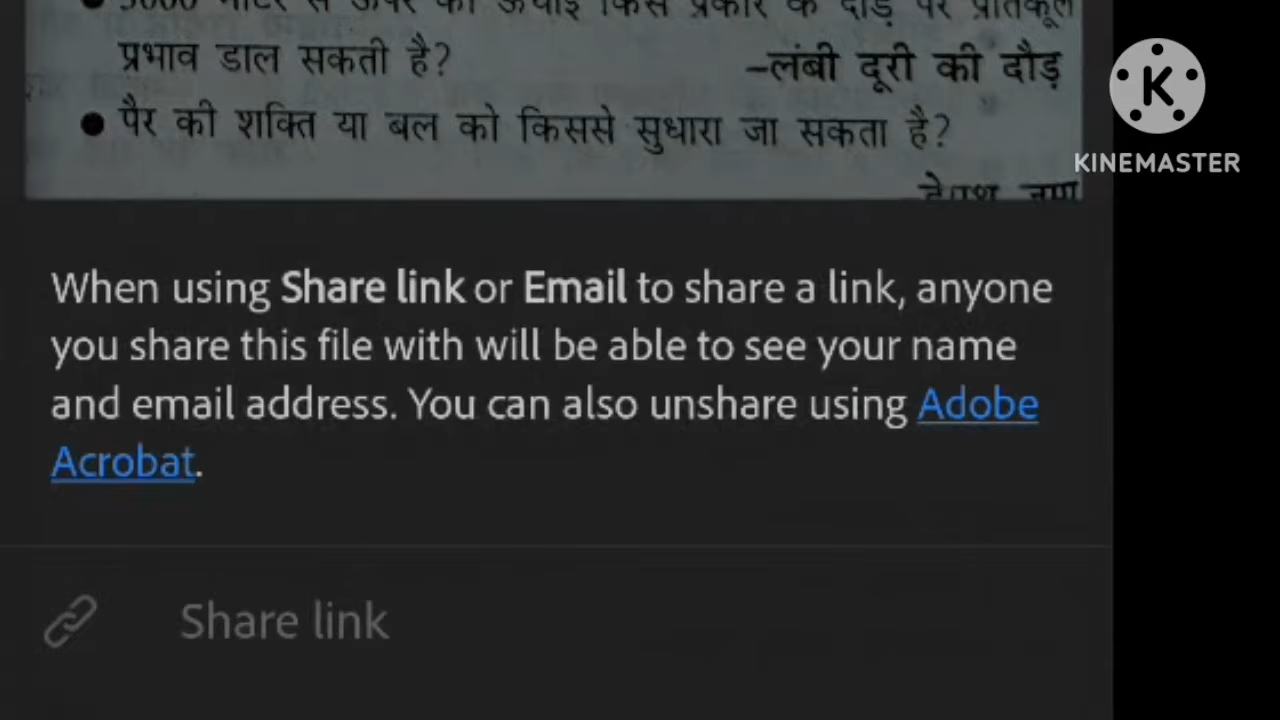 प्रभाव डाल सकती है? –लंबी दूरी की दौड़
● पैर की शक्ति या बल को किससे सुधारा जा सकता है?
K
KINEMASTER
When using Share link or Email to share a link, anyone
you share this file with will be able to see your name
and email address. You can also unshare using Adobe
Acrobat.
Share link